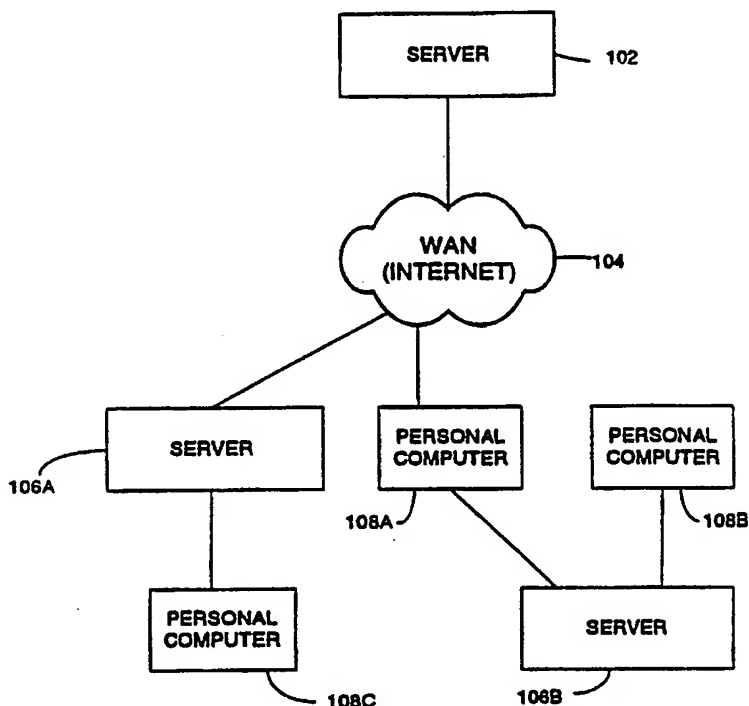 SERVER
102
WAN
(INTERNET)
104
SERVER
106A
PERSONAL
COMPUTER
108A
PERSONAL
COMPUTER
108B
PERSONAL
COMPUTER
108C
SERVER
106B